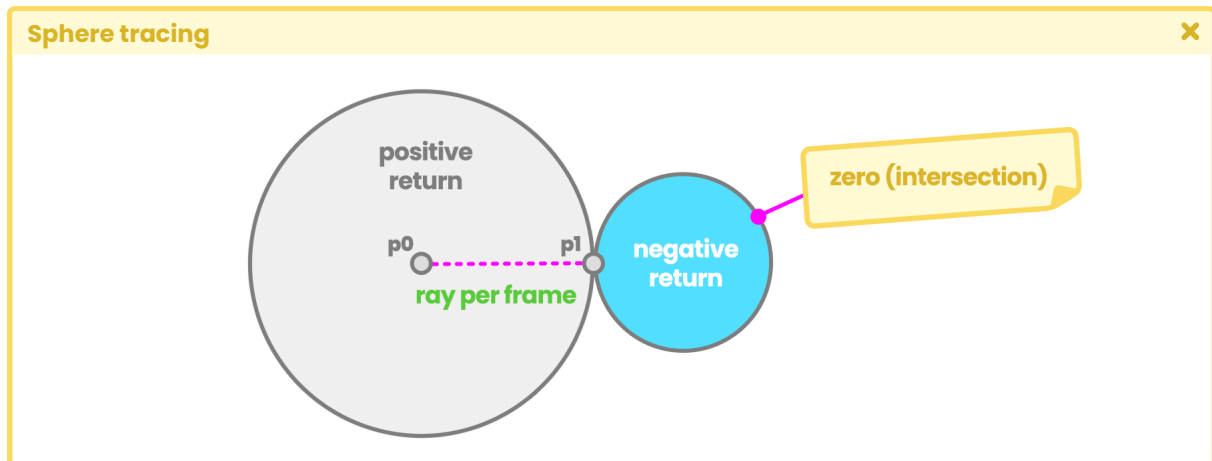 Sphere tracing
positive
return
zero (intersection)
p0
p1
negative
return
ray per frame